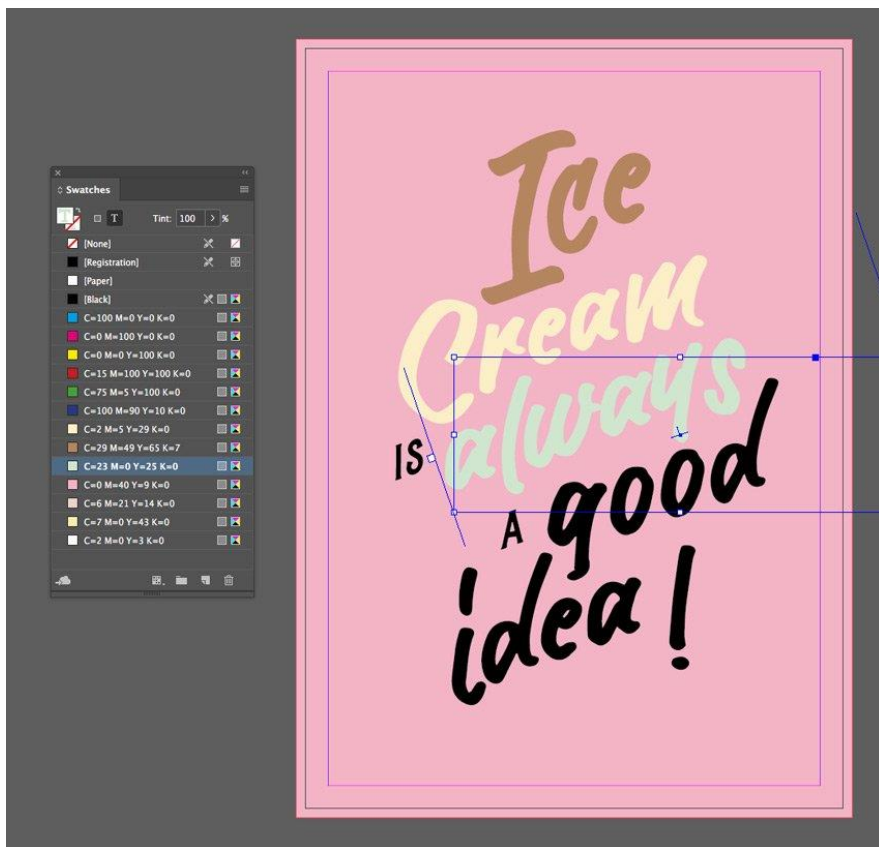 Swatches
T T Tint: 100 > %
[None]
[Registration]
[Paper]
[Black]
C=100 M=0 Y=0 K=0
C=0 M=100 Y=0 K=0
C=0 M=0 Y=100 K=0
C=15 M=100 Y=100 K=0
C=75 M=5 Y=100 K=0
C=100 M=90 Y=10 K=0
C=2 M=5 Y=29 K=0
C=29 M=49 Y=65 K=7
C=23 M=0 Y=25 K=0
C=0 M=40 Y=9 K=0
C=6 M=21 Y=14 K=0
C=7 M=0 Y=43 K=0
C=2 M=0 Y=3 K=0
Ice
Cream
IS always
A good
idea!